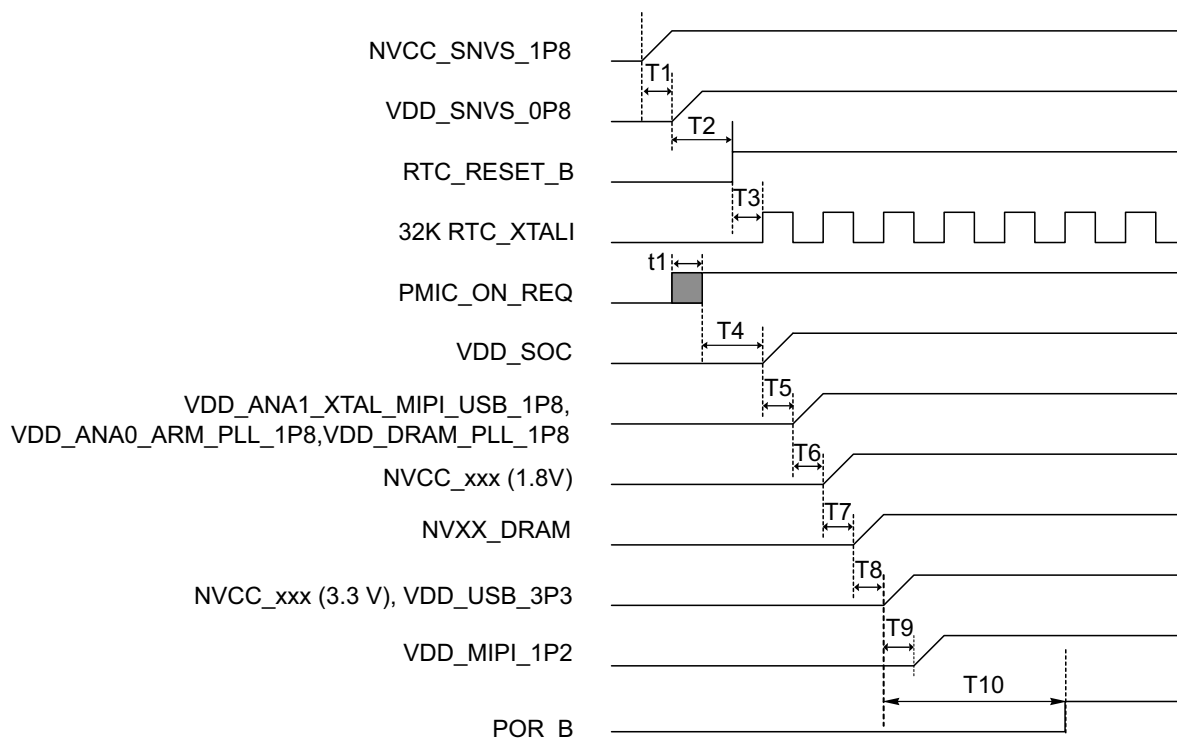 NVCC_SNVS_1P8
T1
VDD_SNVS_0P8
T2
RTC_RESET_B
T3
32K RTC_XTALI
t1
PMIC_ON_REQ
T4
VDD_SOC
T5
VDD_ANA1_XTAL_MIPI_USB_1P8,
VDD_ANA0_ARM_PLL_1P8,VDD_DRAM_PLL_1P8
T6
NVCC_xxx (1.8V)
T7
NVXX_DRAM
T8
NVCC_xxx (3.3 V), VDD_USB_3P3
T9
VDD_MIPI_1P2
T10
POR_B